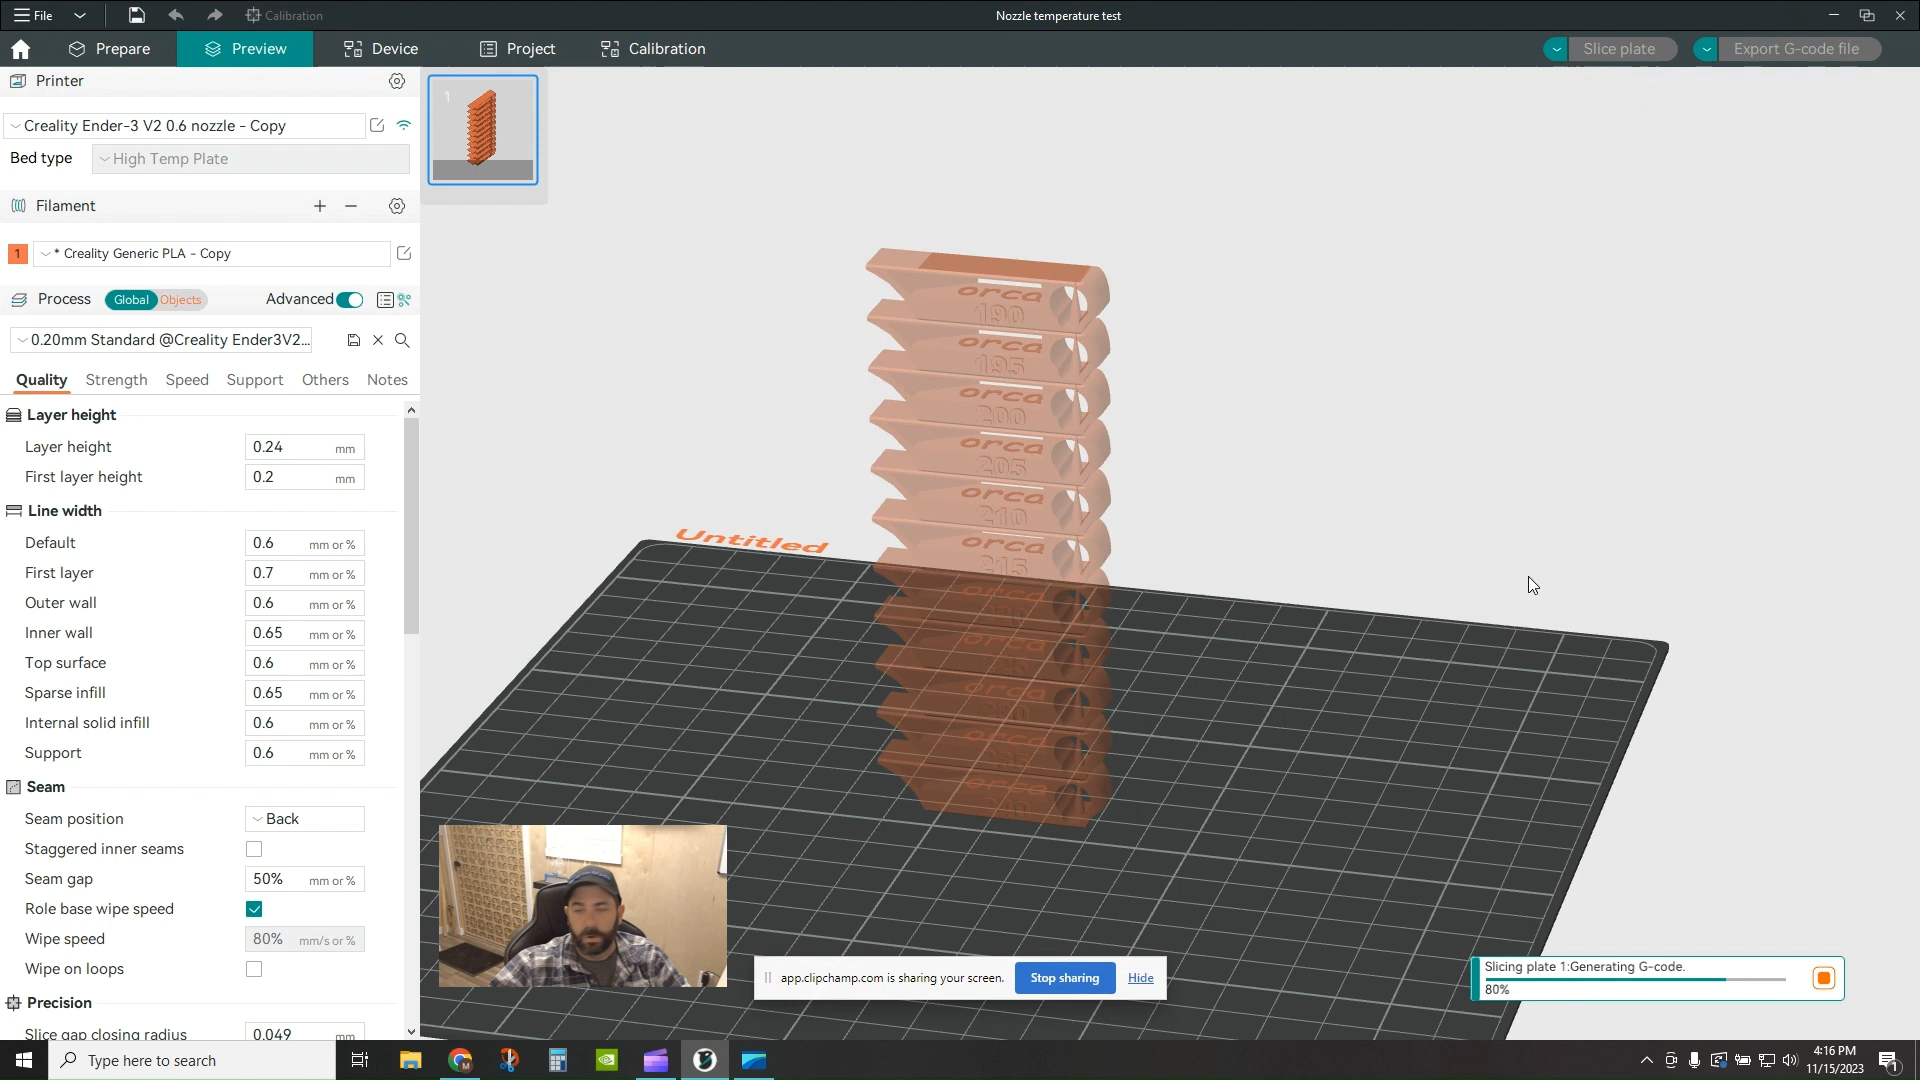 File
Calibration
Nozzle temperature test
Prepare
Preview
Device
Project
Calibration
Slice plate
Export G-code file
Printer
Creality Ender-3 V2 0.6 nozzle - Copy
Bed type
High Temp Plate
Filament
1
* Creality Generic PLA - Copy
Process
Global
Objects
Advanced
0.20mm Standard @Creality Ender3V2...
Quality
Strength
Speed
Support
Others
Notes
Layer height
Layer height 0.24 mm
First layer height 0.2 mm
Line width
Default 0.6 mm or %
First layer 0.7 mm or %
Outer wall 0.6 mm or %
Inner wall 0.65 mm or %
Top surface 0.6 mm or %
Sparse infill 0.65 mm or %
Internal solid infill 0.6 mm or %
Support 0.6 mm or %
Seam
Seam position Back
Staggered inner seams
Seam gap 50% mm or %
Role base wipe speed
Wipe speed 80% mm/s or %
Wipe on loops
Precision
Slice gap closing radius 0.049 mm
1
orca
190
orca
195
orca
200
orca
205
orca
210
orca
215
orca
orca
orca
orca
orca
240
Untitled
app.clipchamp.com is sharing your screen.
Stop sharing
Hide
Slicing plate 1:Generating G-code.
80%
Type here to search
4:16 PM
11/15/2023
1